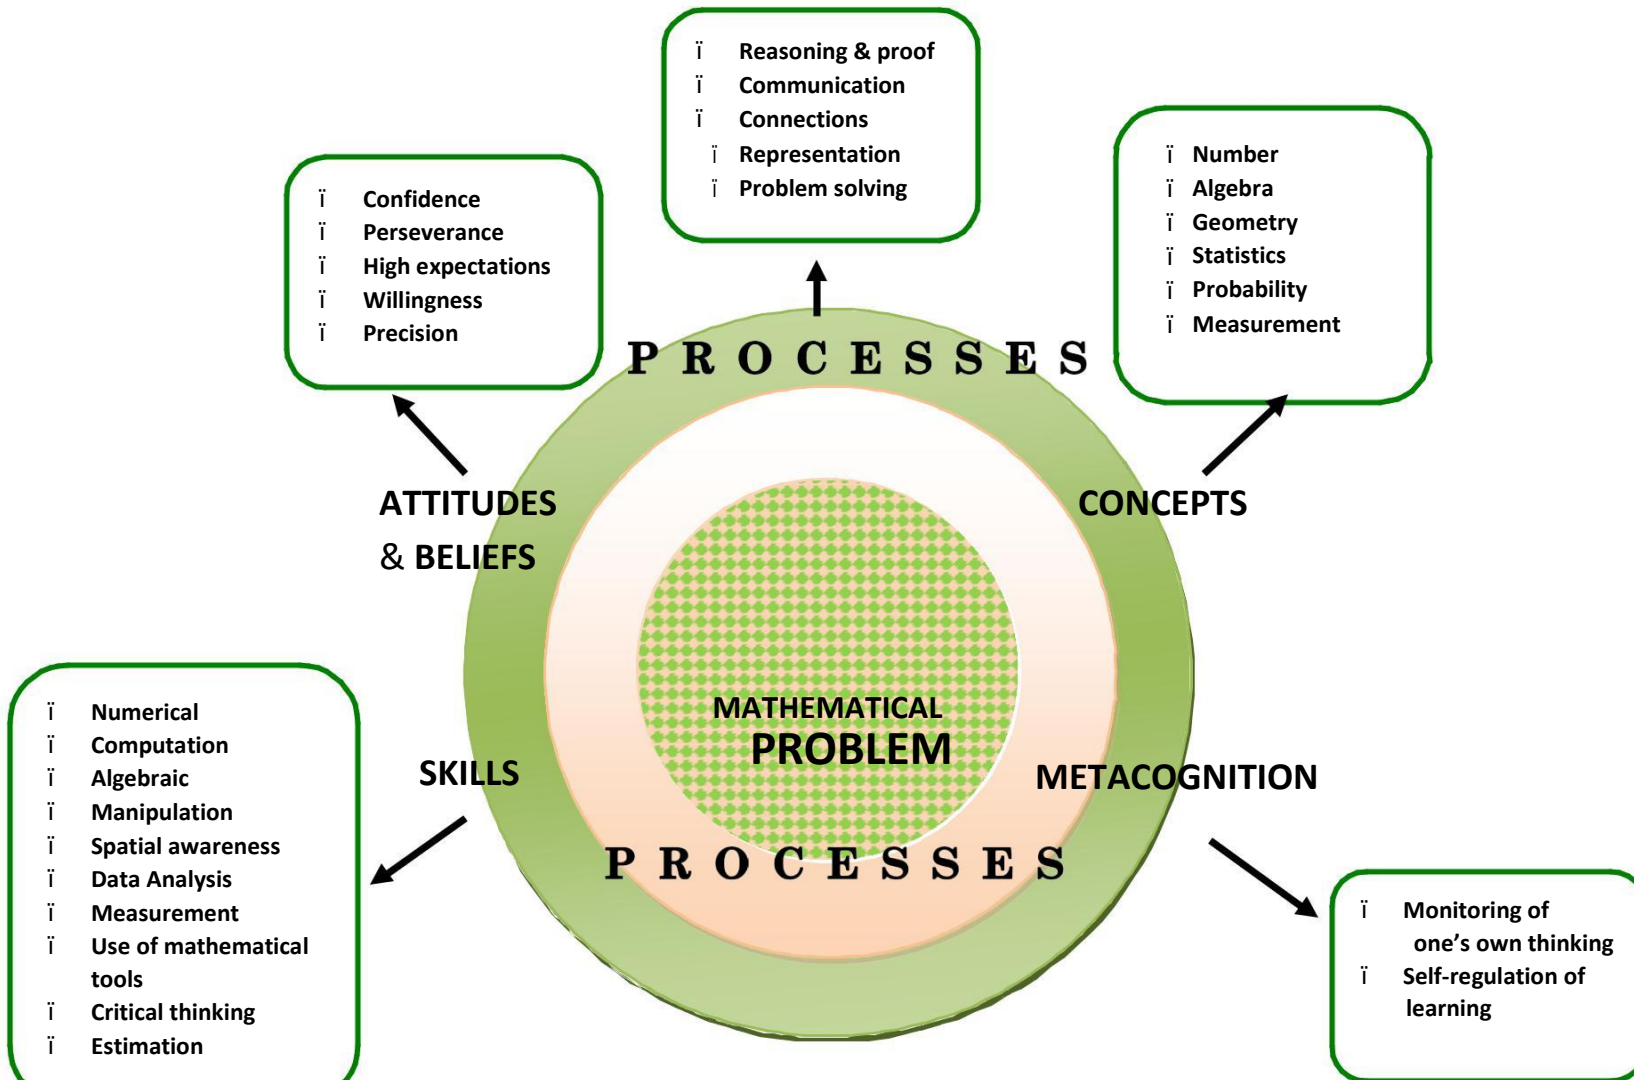 ï Reasoning & proof
ï Communication
ï Connections
ï Representation
ï Problem solving
ï Confidence
ï Perseverance
ï High expectations
ï Willingness
ï Precision
ï Number
ï Algebra
ï Geometry
ï Statistics
ï Probability
ï Measurement
PROCESSES
ATTITUDES
& BELIEFS
CONCEPTS
MATHEMATICAL
PROBLEM
SKILLS
METACOGNITION
PROCESSES
ï Numerical
ï Computation
ï Algebraic
ï Manipulation
ï Spatial awareness
ï Data Analysis
ï Measurement
ï Use of mathematical
tools
ï Critical thinking
ï Estimation
ï Monitoring of
one’s own thinking
ï Self-regulation of
learning